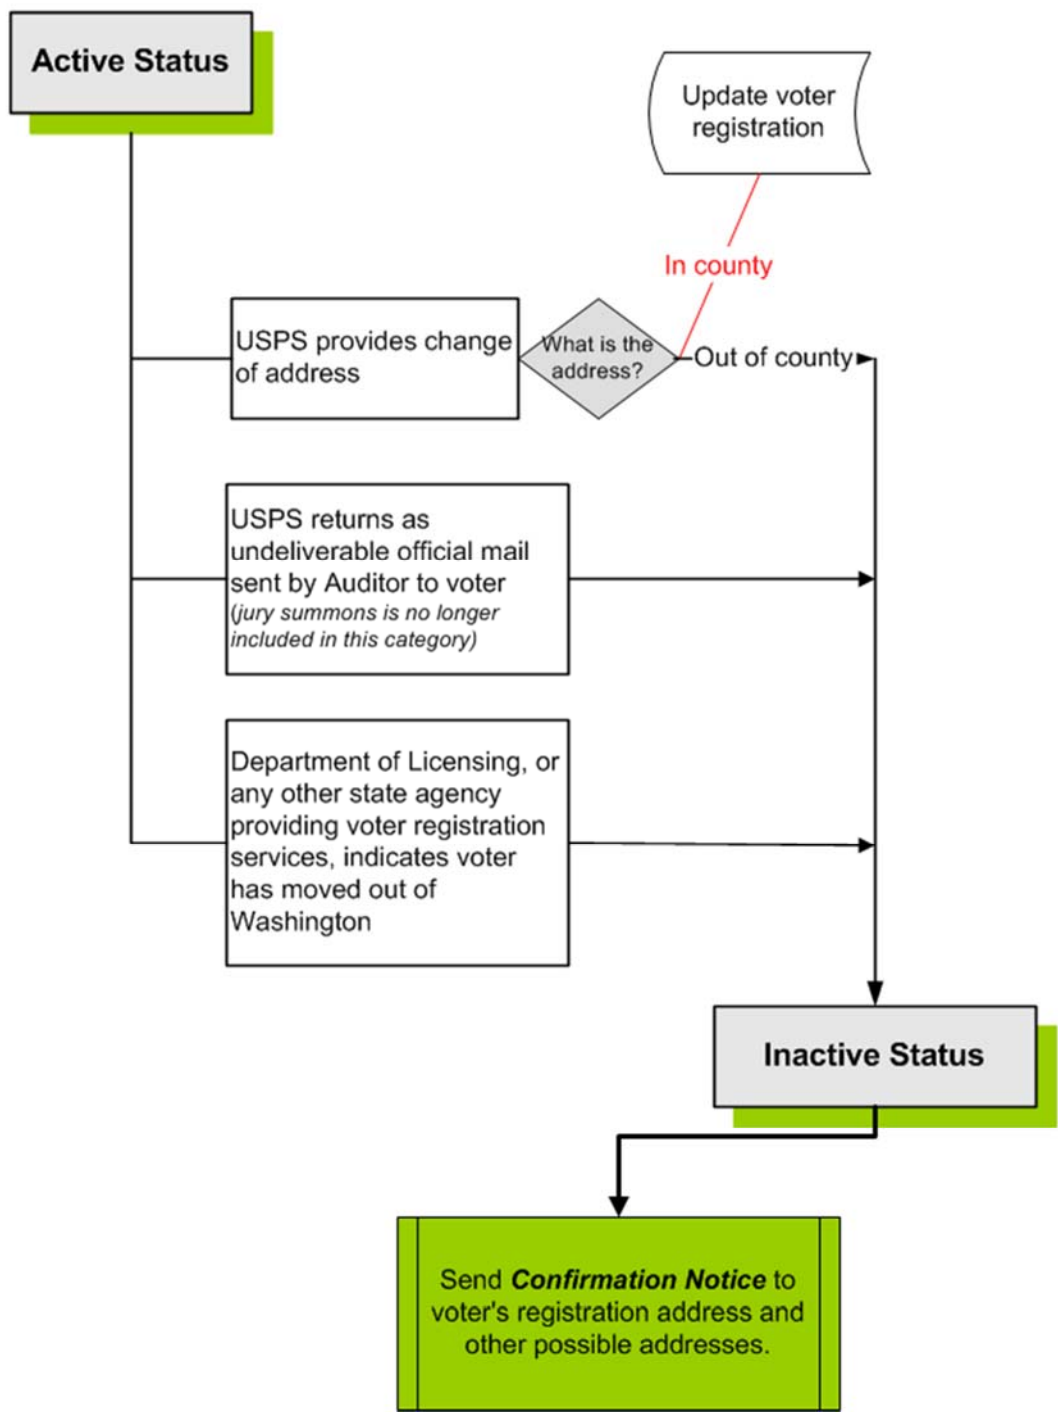 Active Status
Update voter
registration
In county
USPS provides change
of address
What is the
address?
Out of county
USPS returns as
undeliverable official mail
sent by Auditor to voter
(jury summons is no longer
included in this category)
Department of Licensing, or
any other state agency
providing voter registration
services, indicates voter
has moved out of
Washington
Inactive Status
Send Confirmation Notice to
voter's registration address and
other possible addresses.